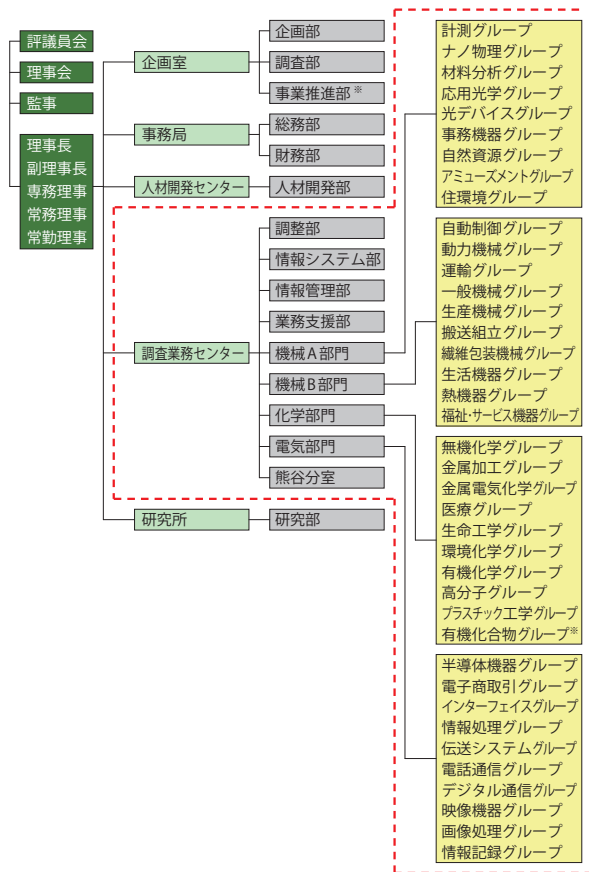 評議員会
理事会
監事
理事長
副理事長
専務理事
常務理事
常勤理事
企画室
企画部
調査部
事業推進部※
事務局
総務部
財務部
人材開発センター
人材開発部
調査業務センター
調整部
情報システム部
情報管理部
業務支援部
機械A部門
機械B部門
化学部門
電気部門
熊谷分室
研究所
研究部
計測グループ
ナノ物理グループ
材料分析グループ
応用光学グループ
光デバイスグループ
事務機器グループ
自然資源グループ
アミューズメントグループ
住環境グループ
自動制御グループ
動力機械グループ
運輸グループ
一般機械グループ
生産機械グループ
搬送組立グループ
繊維包装機械グループ
生活機器グループ
熱機器グループ
福祉・サービス機器グループ
無機化学グループ
金属加工グループ
金属電気化学グループ
医療グループ
生命工学グループ
環境化学グループ
有機化学グループ
高分子グループ
プラスチック工学グループ
有機化合物グループ※
半導体機器グループ
電子商取引グループ
インターフェイスグループ
情報処理グループ
伝送システムグループ
電話通信グループ
デジタル通信グループ
映像機器グループ
画像処理グループ
情報記録グループ